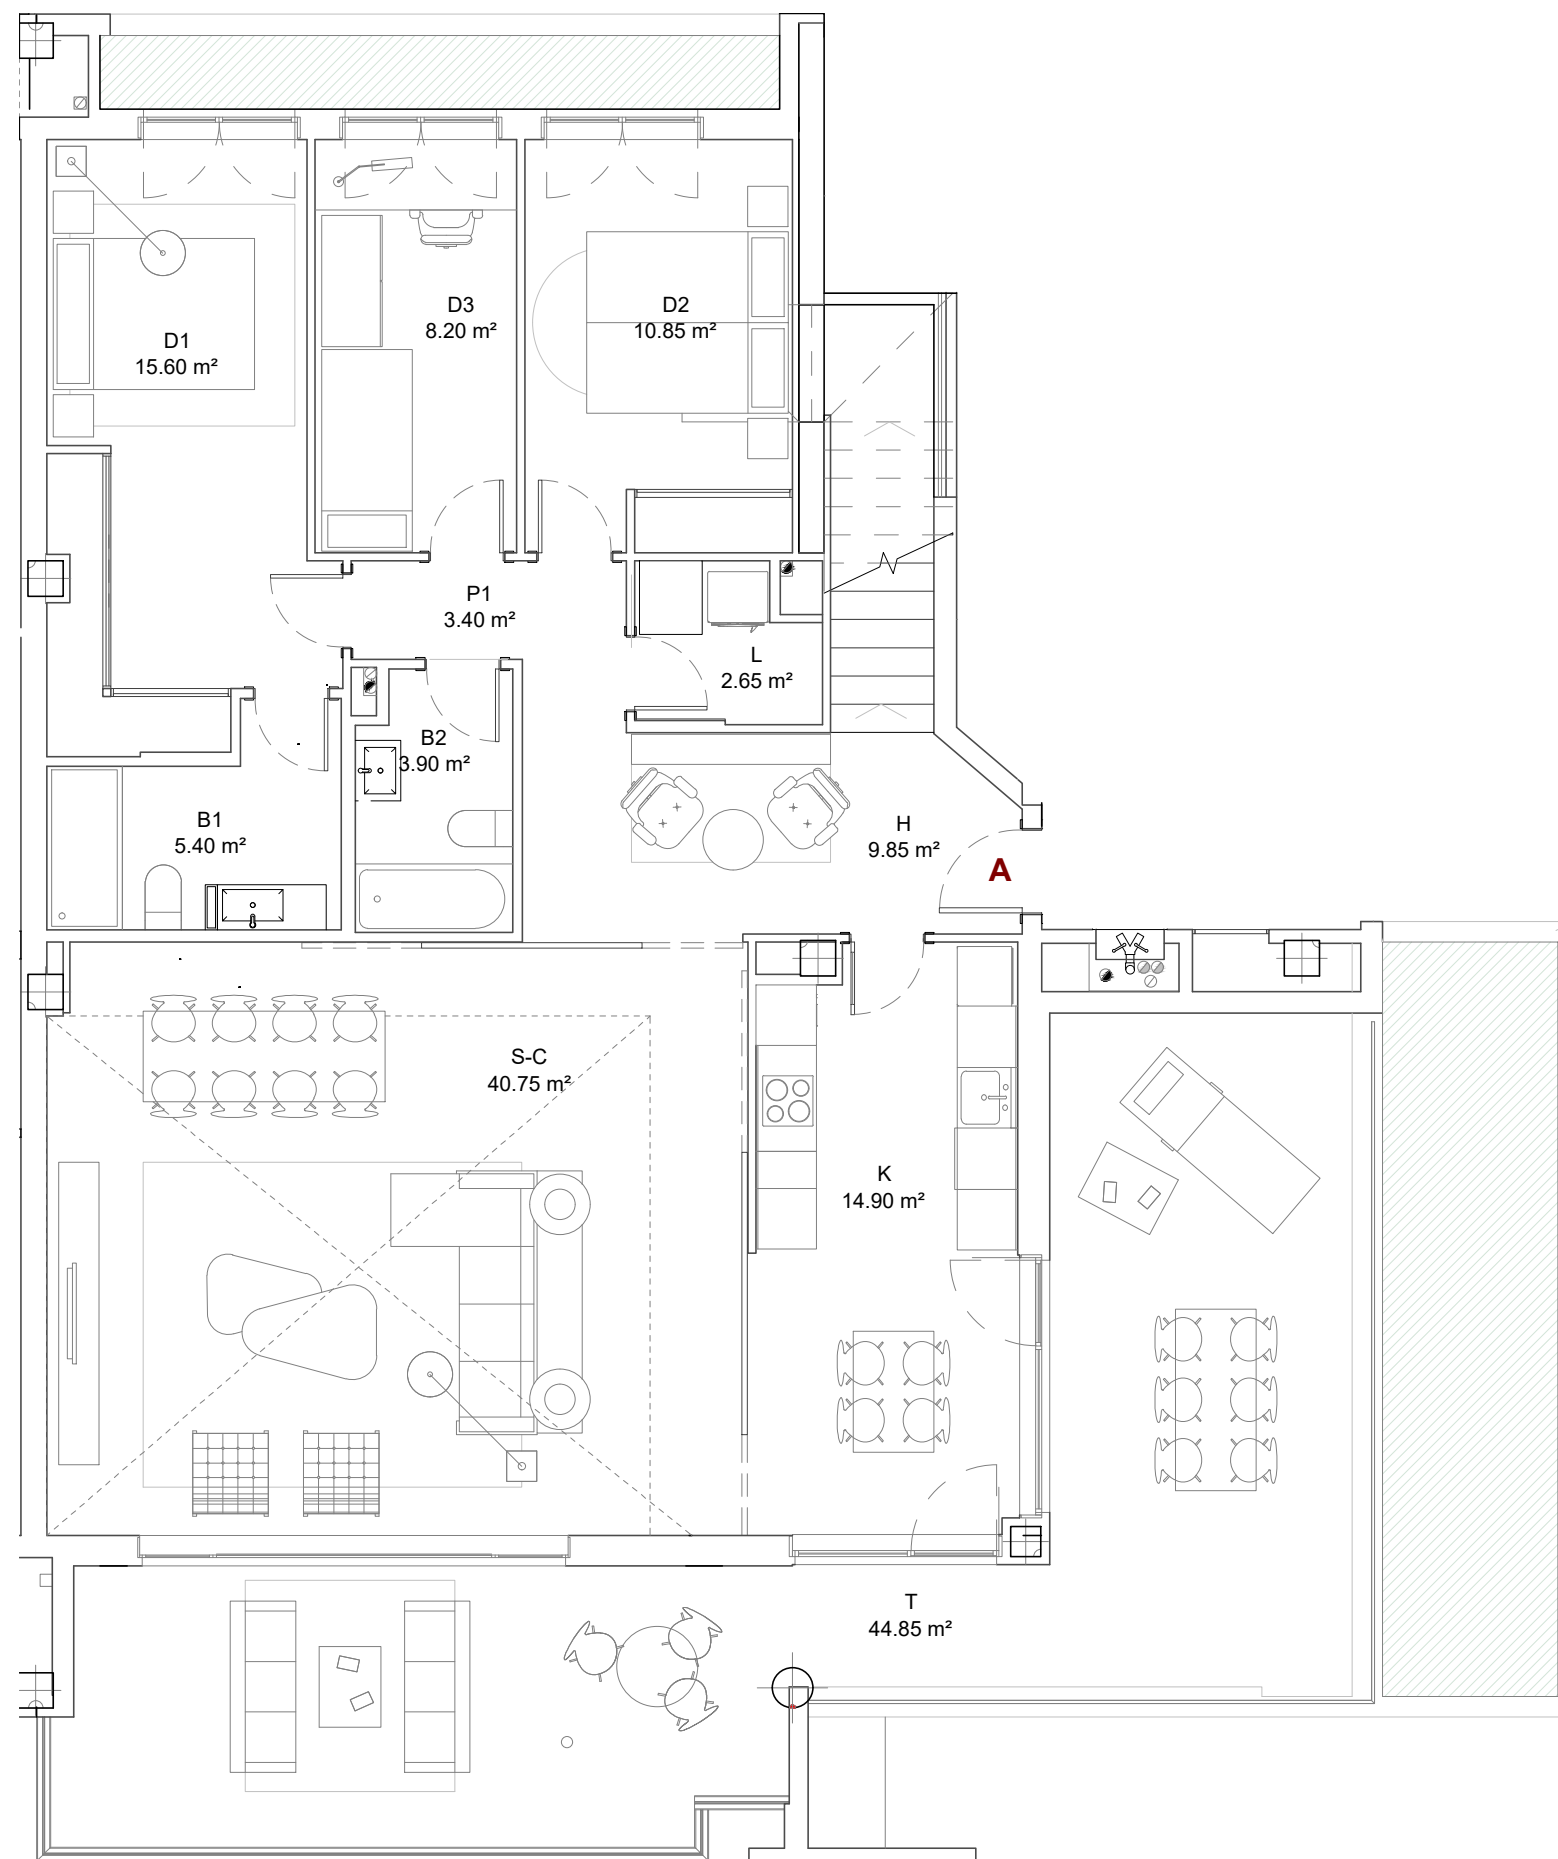 D3
8.20 m²
D2
10.85 m²
D1
15.60 m²
P1
3.40 m²
L
2.65 m²
B2
3.90 m²
B1
5.40 m²
H
9.85 m²
A
S-C
40.75 m²
K
14.90 m²
T
44.85 m²